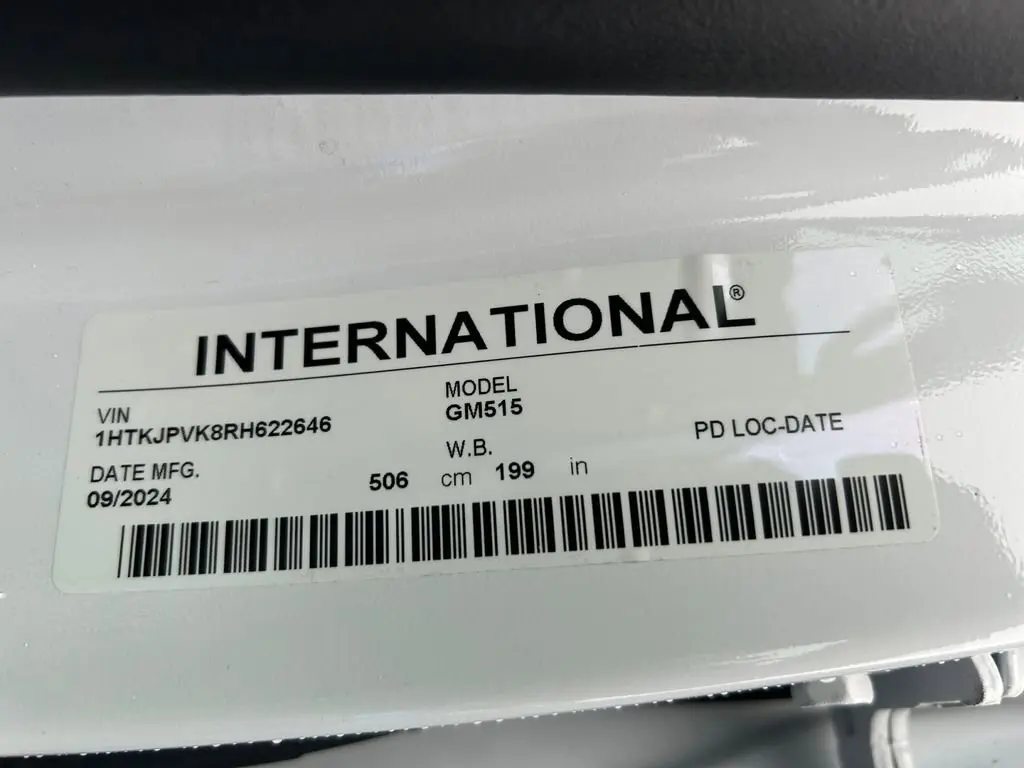 INTERNATIONAL®
VIN
1HTKJPVK8RH622646
MODEL
GM515
DATE MFG.
09/2024
W.B.
506 cm 199 in
PD LOC-DATE